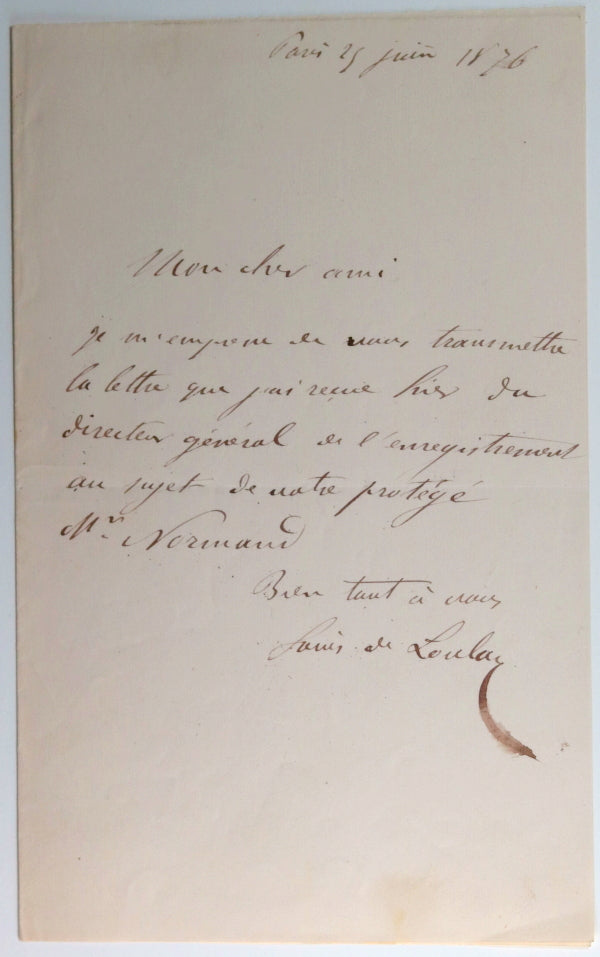 Paris 25 juin 1876
Mon cher ami
je m'empresse de vous transmettre
la lettre que j'ai reçue hier du
directeur général de l'enregistrement
au sujet de notre protégé
Mr Normand
Bien tout à vous
Louis de Loulay